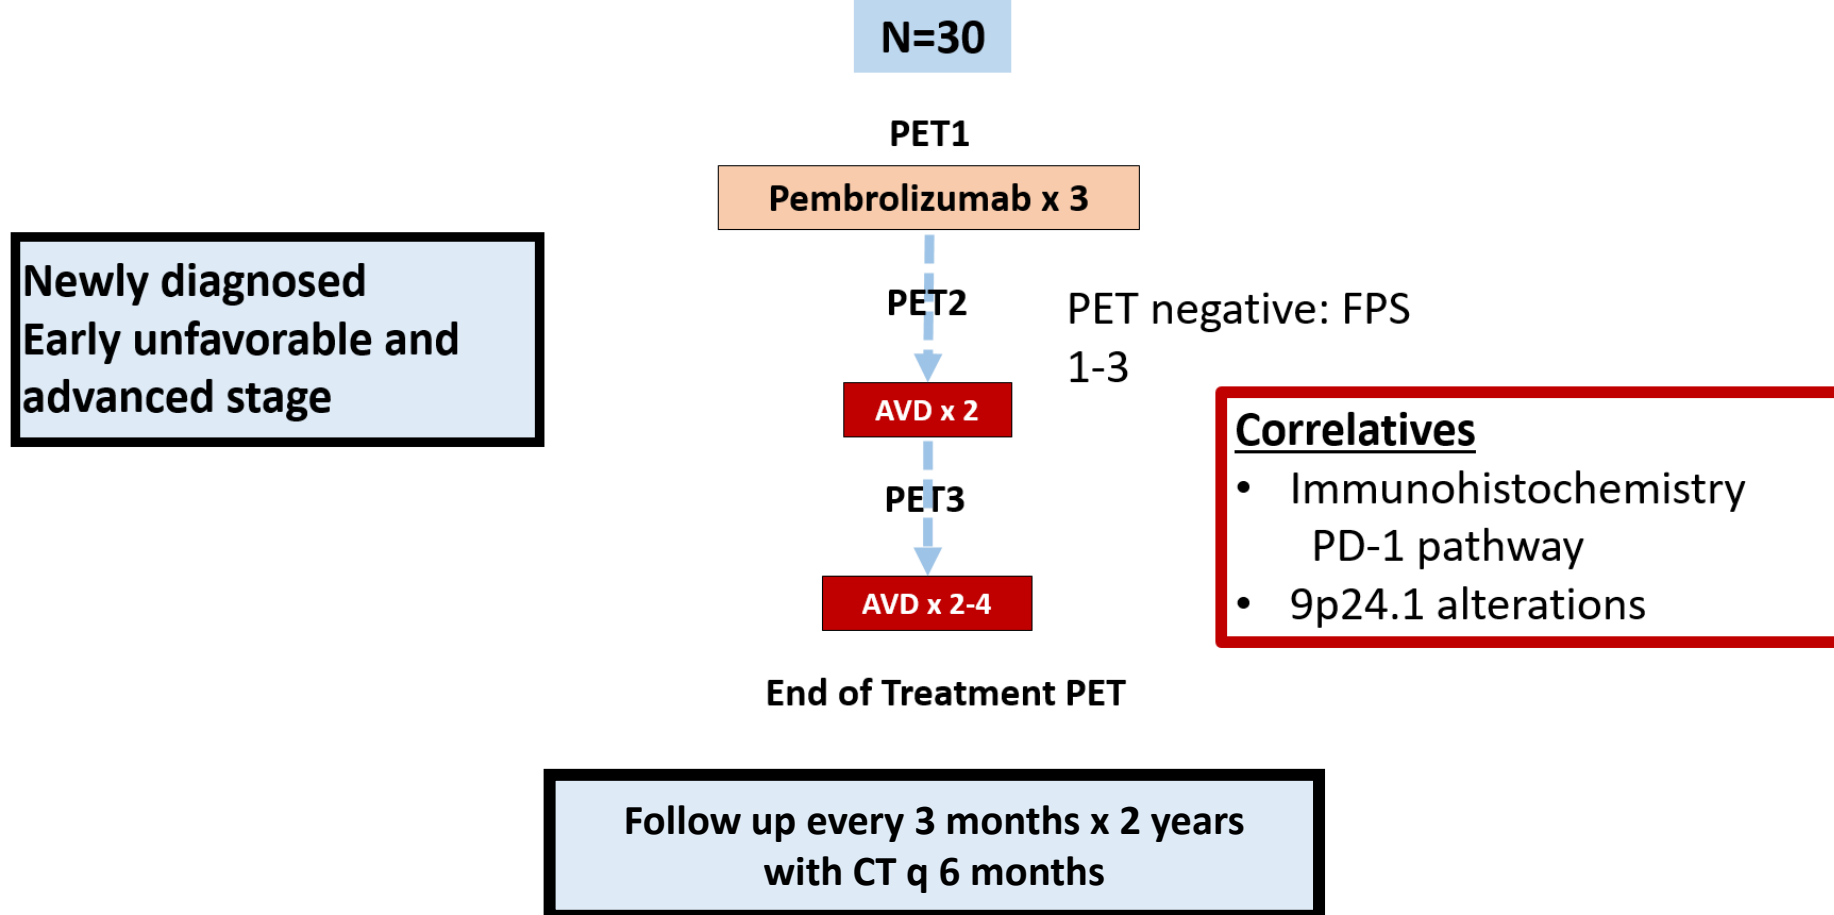 N=30
PET1
Pembrolizumab x 3
Newly diagnosed
Early unfavorable and
advanced stage
PET2
PET negative: FPS
1-3
AVD x 2
PET3
AVD x 2-4
Correlatives
• Immunohistochemistry
PD-1 pathway
• 9p24.1 alterations
End of Treatment PET
Follow up every 3 months x 2 years
with CT q 6 months